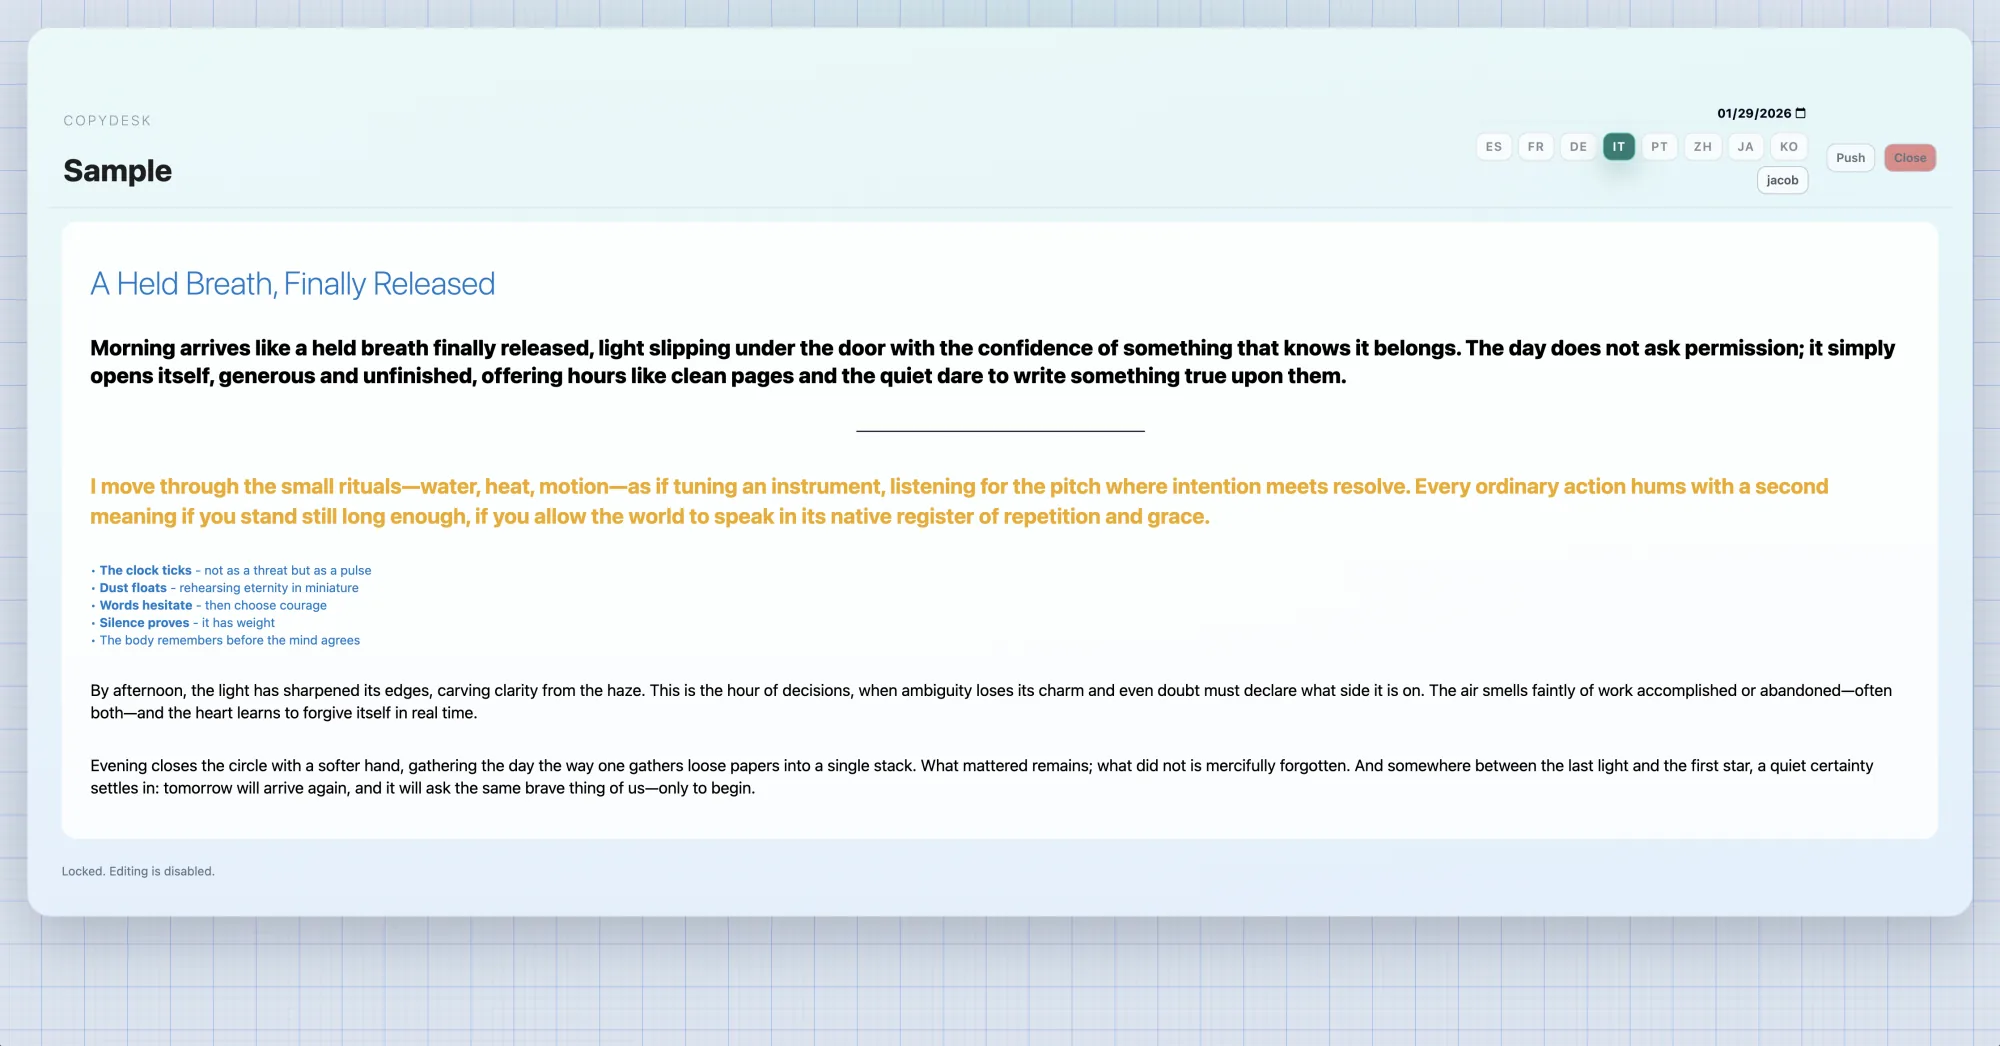 COPYDESK
Sample
01/29/2026
ES FR DE IT PT ZH JA KO
jacob
Push Close
A Held Breath, Finally Released
Morning arrives like a held breath finally released, light slipping under the door with the confidence of something that knows it belongs. The day does not ask permission; it simply
opens itself, generous and unfinished, offering hours like clean pages and the quiet dare to write something true upon them.
I move through the small rituals—water, heat, motion—as if tuning an instrument, listening for the pitch where intention meets resolve. Every ordinary action hums with a second
meaning if you stand still long enough, if you allow the world to speak in its native register of repetition and grace.
• The clock ticks - not as a threat but as a pulse
• Dust floats - rehearsing eternity in miniature
• Words hesitate - then choose courage
• Silence proves - it has weight
• The body remembers before the mind agrees
By afternoon, the light has sharpened its edges, carving clarity from the haze. This is the hour of decisions, when ambiguity loses its charm and even doubt must declare what side it is on. The air smells faintly of work accomplished or abandoned—often
both—and the heart learns to forgive itself in real time.
Evening closes the circle with a softer hand, gathering the day the way one gathers loose papers into a single stack. What mattered remains; what did not is mercifully forgotten. And somewhere between the last light and the first star, a quiet certainty
settles in: tomorrow will arrive again, and it will ask the same brave thing of us—only to begin.
Locked. Editing is disabled.